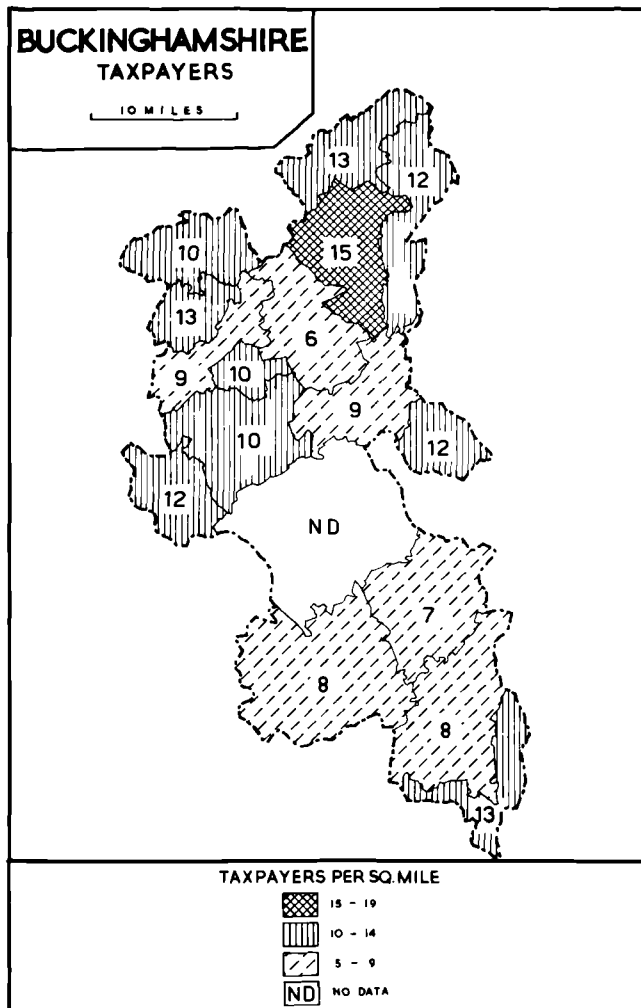 BUCKINGHAMSHIRE
TAXPAYERS
10 MILES
13
12
10
15
13
6
9
10
9
10
12
12
ND
7
8
8
13
TAXPAYERS PER SQ. MILE
15 - 19
10 - 14
5 - 9
ND NO DATA